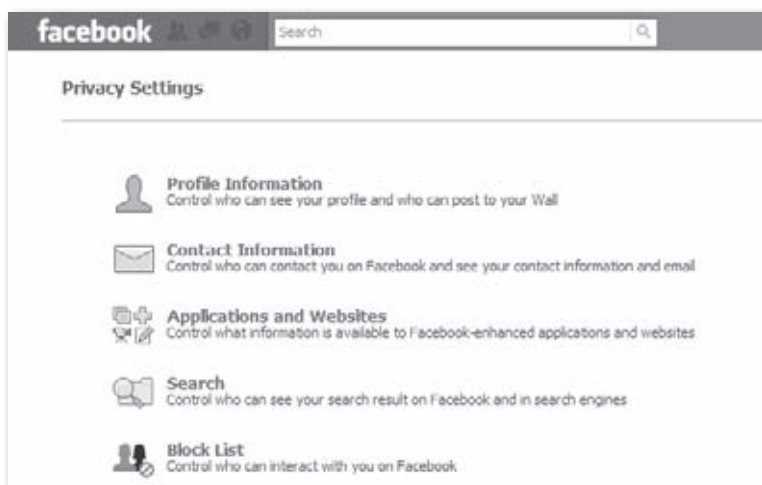 facebook
Search
Privacy Settings
Profile Information
Control who can see your profile and who can post to your Wall
Contact Information
Control who can contact you on Facebook and see your contact information and email
Applications and Websites
Control what information is available to Facebook-enhanced applications and websites
Search
Control who can see your search result on Facebook and in search engines
Block List
Control who can interact with you on Facebook